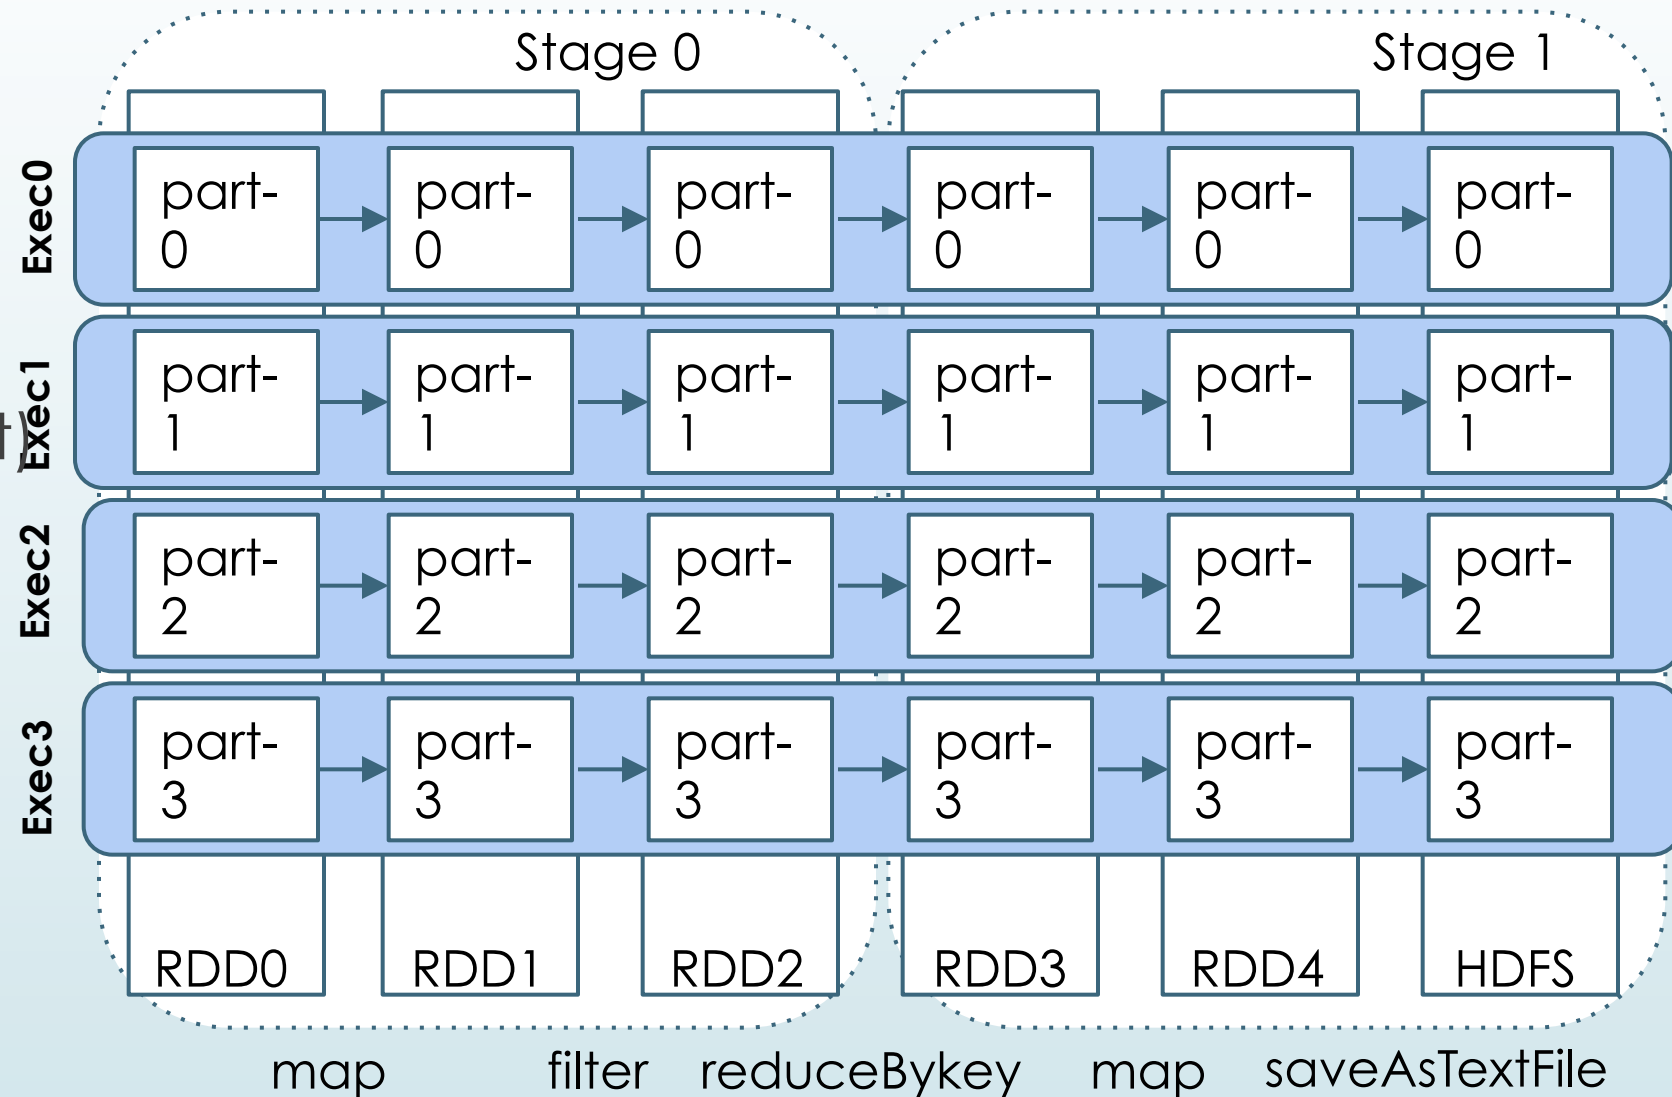 Stage 0
Stage 1
Exec0
part-
0
part-
0
part-
0
part-
0
part-
0
part-
0
t)
Exec1
part-
1
part-
1
part-
1
part-
1
part-
1
part-
1
Exec2
part-
2
part-
2
part-
2
part-
2
part-
2
part-
2
Exec3
part-
3
part-
3
part-
3
part-
3
part-
3
part-
3
RDD0
RDD1
RDD2
RDD3
RDD4
HDFS
map
filter
reduceBykey
map
saveAsTextFile